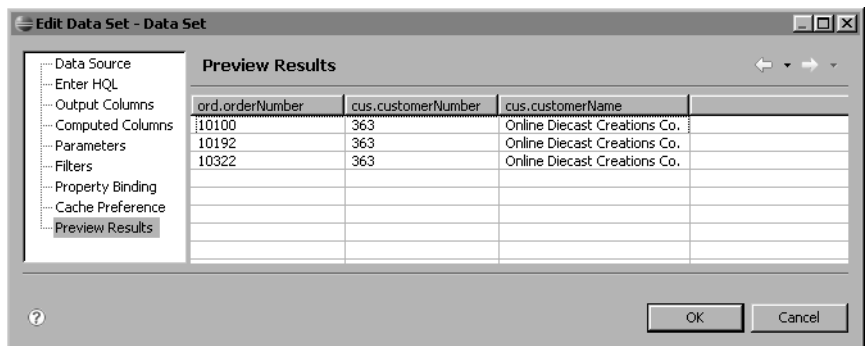 Edit Data Set - Data Set
Data Source
Enter HQL
Output Columns
Computed Columns
Parameters
Filters
Property Binding
Cache Preference
Preview Results
Preview Results
ord.orderNumber cus.customerNumber cus.customerName
10100 363 Online Diecast Creations Co.
10192 363 Online Diecast Creations Co.
10322 363 Online Diecast Creations Co.
?
OK Cancel